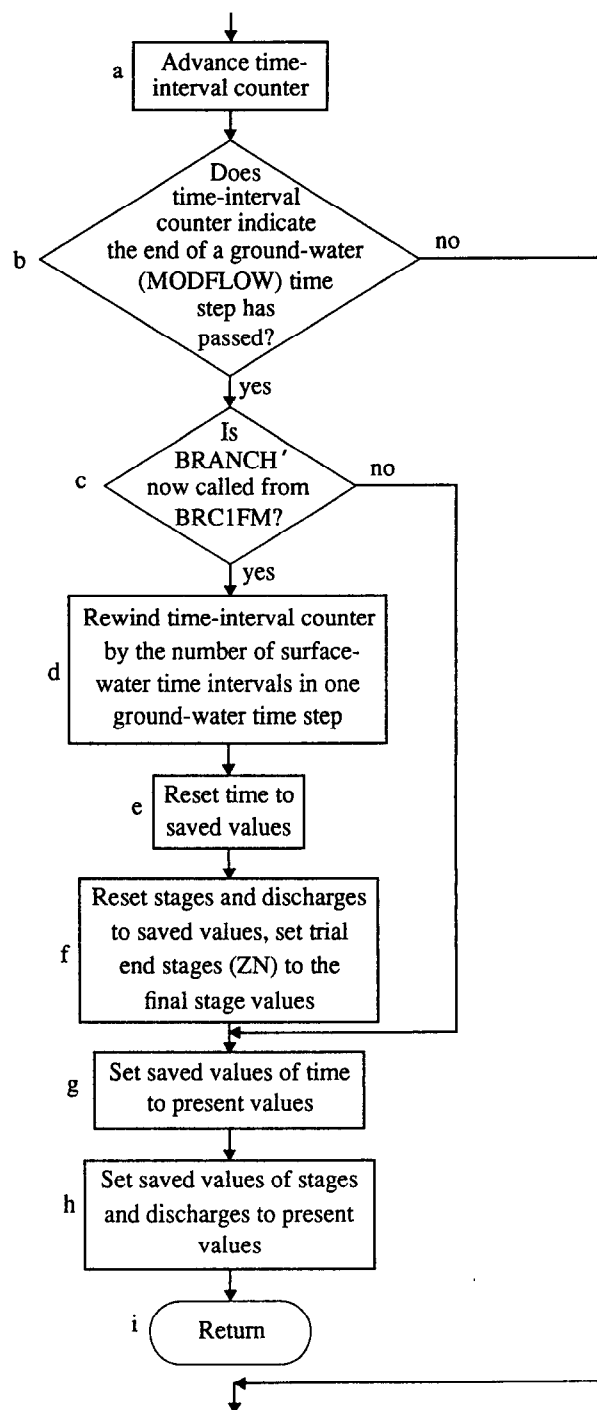 a
Advance time-
interval counter
Does
time-interval
counter indicate
the end of a ground-water
(MODFLOW) time
step has
passed?
b
no
yes
Is
BRANCH′
now called from
BRC1FM?
c
no
yes
Rewind time-interval counter
by the number of surface-
water time intervals in one
ground-water time step
d
e
Reset time to
saved values
Reset stages and discharges
to saved values, set trial
end stages (ZN) to the
final stage values
f
g
Set saved values of time
to present values
h
Set saved values of stages
and discharges to present
values
i
Return